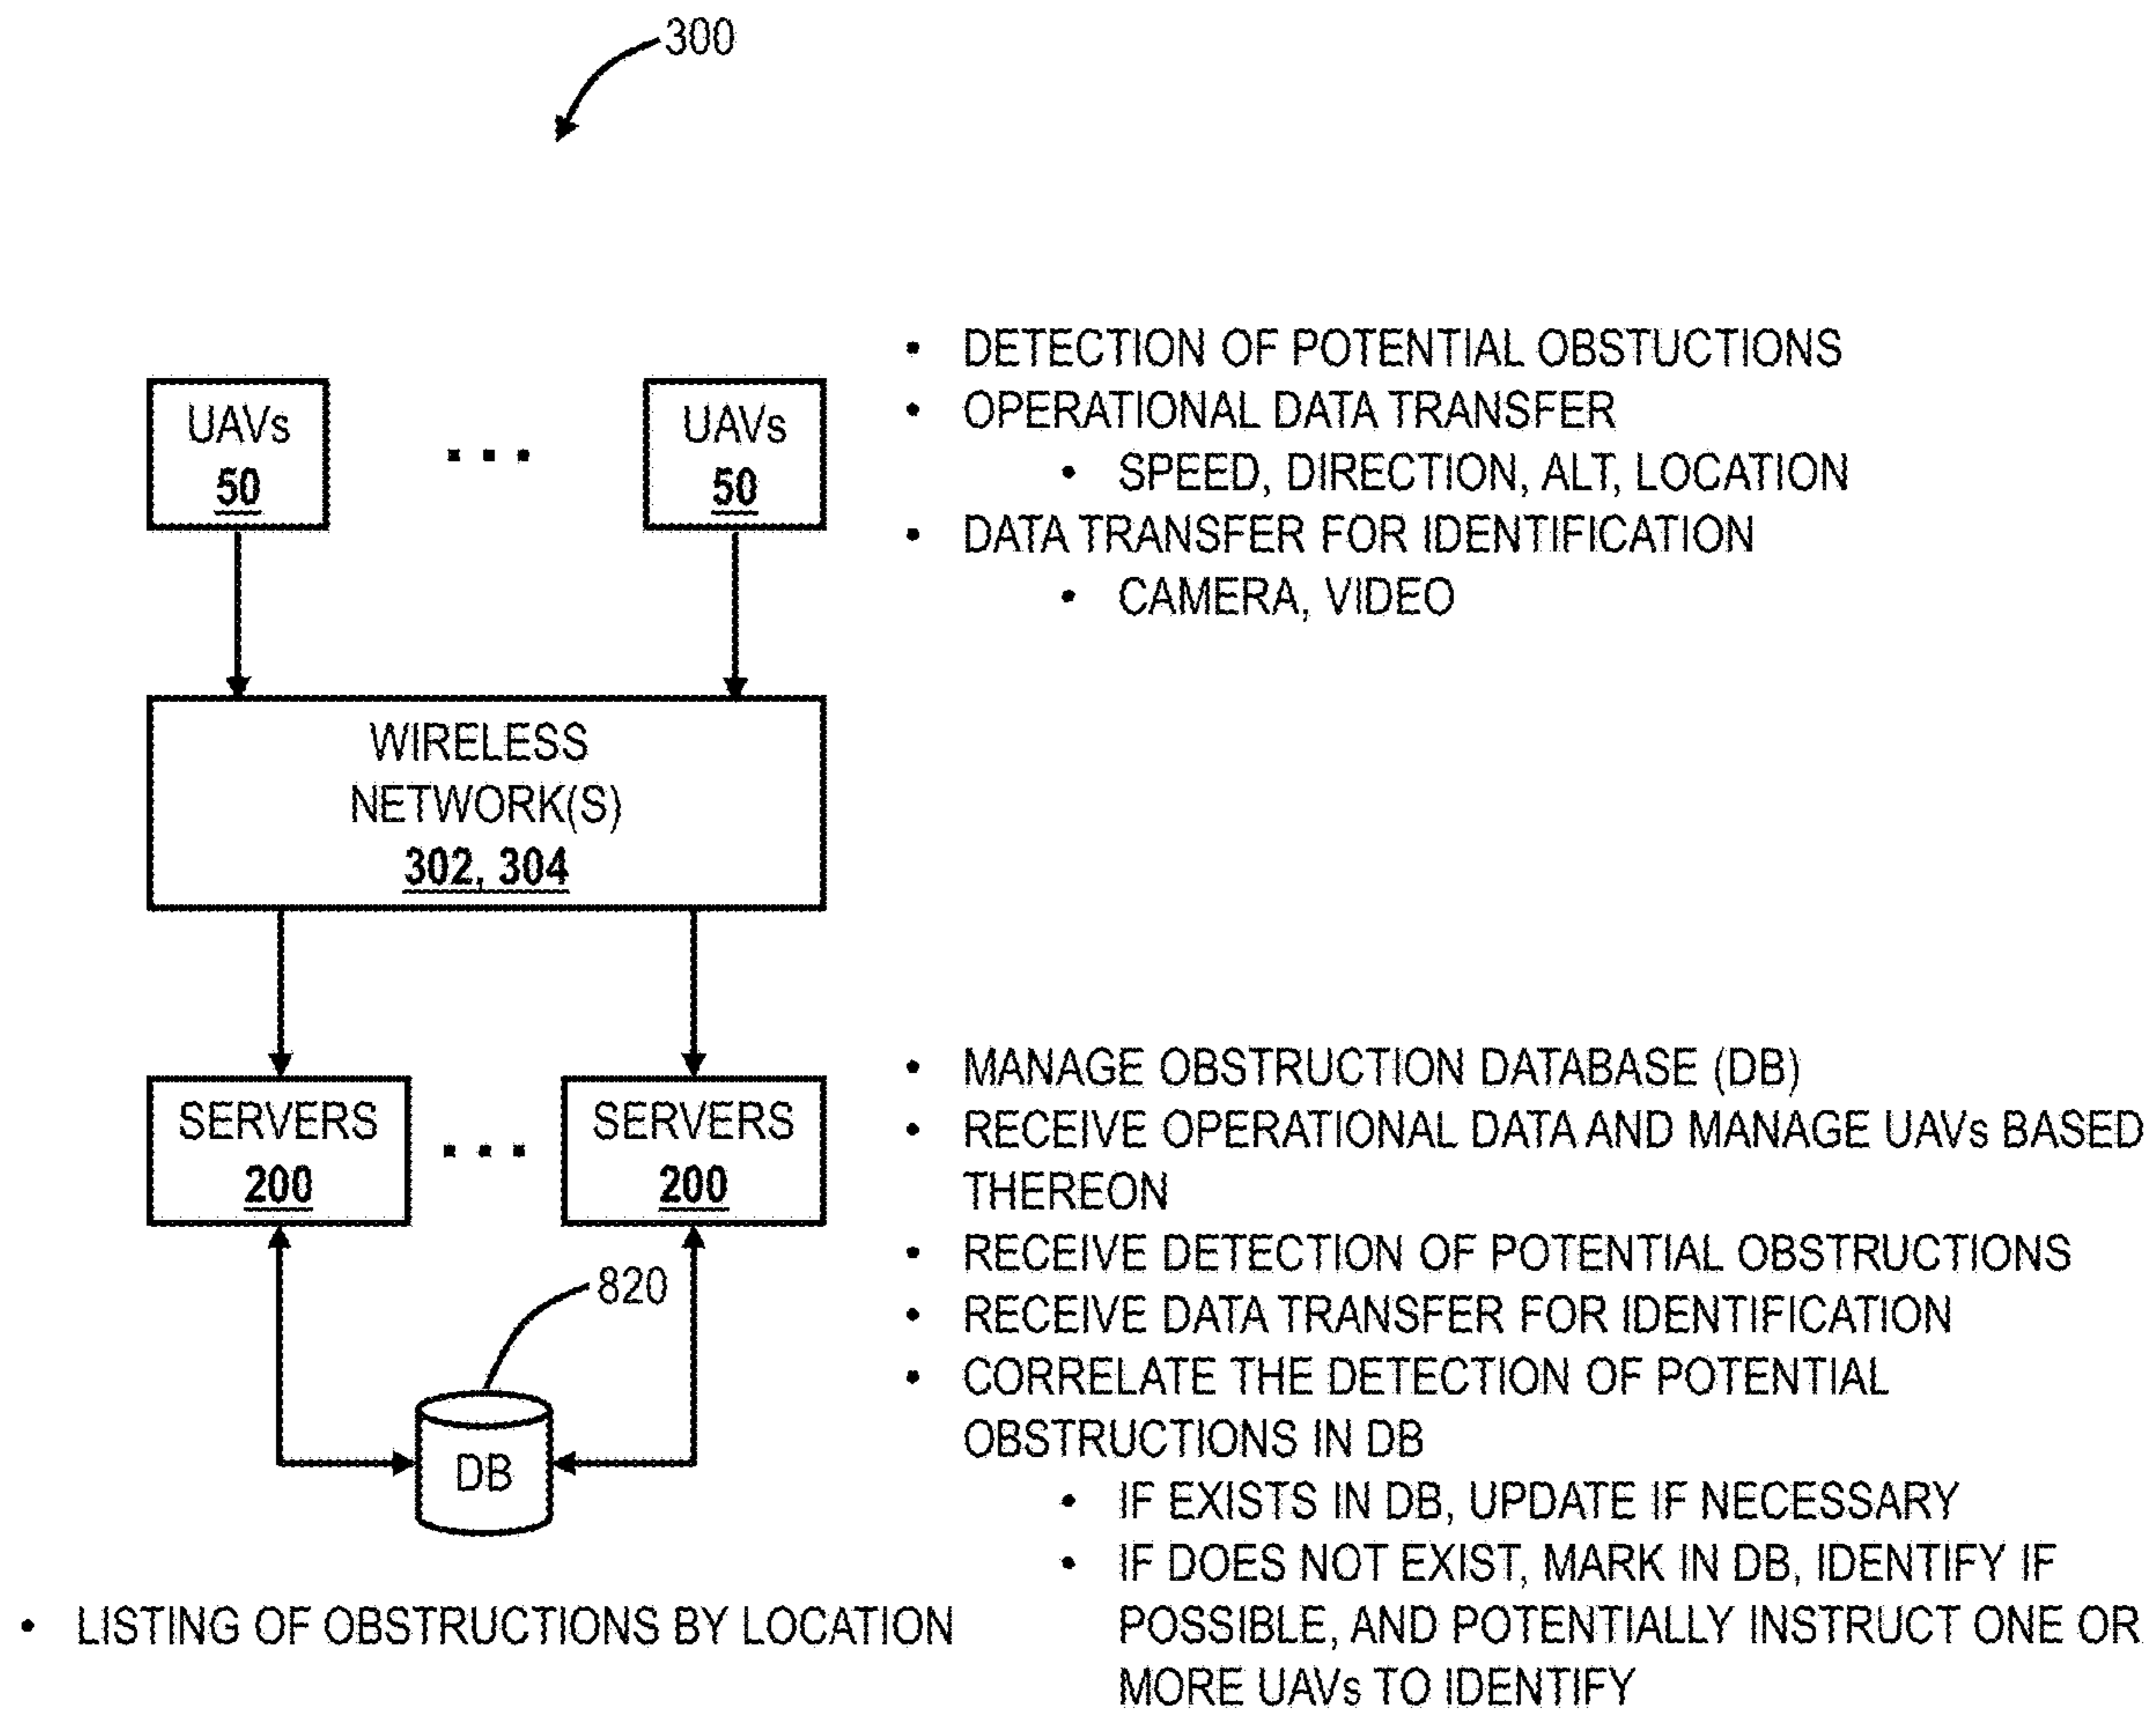 300
UAVs
50
...
UAVs
50
• DETECTION OF POTENTIAL OBSTUCTIONS
• OPERATIONAL DATA TRANSFER
• SPEED, DIRECTION, ALT, LOCATION
• DATA TRANSFER FOR IDENTIFICATION
• CAMERA, VIDEO
WIRELESS
NETWORK(S)
302, 304
SERVERS
200
...
SERVERS
200
820
DB
• LISTING OF OBSTRUCTIONS BY LOCATION
• MANAGE OBSTRUCTION DATABASE (DB)
• RECEIVE OPERATIONAL DATA AND MANAGE UAVs BASED
THEREON
• RECEIVE DETECTION OF POTENTIAL OBSTRUCTIONS
• RECEIVE DATA TRANSFER FOR IDENTIFICATION
• CORRELATE THE DETECTION OF POTENTIAL
OBSTRUCTIONS IN DB
• IF EXISTS IN DB, UPDATE IF NECESSARY
• IF DOES NOT EXIST, MARK IN DB, IDENTIFY IF
POSSIBLE, AND POTENTIALLY INSTRUCT ONE OR
MORE UAVs TO IDENTIFY